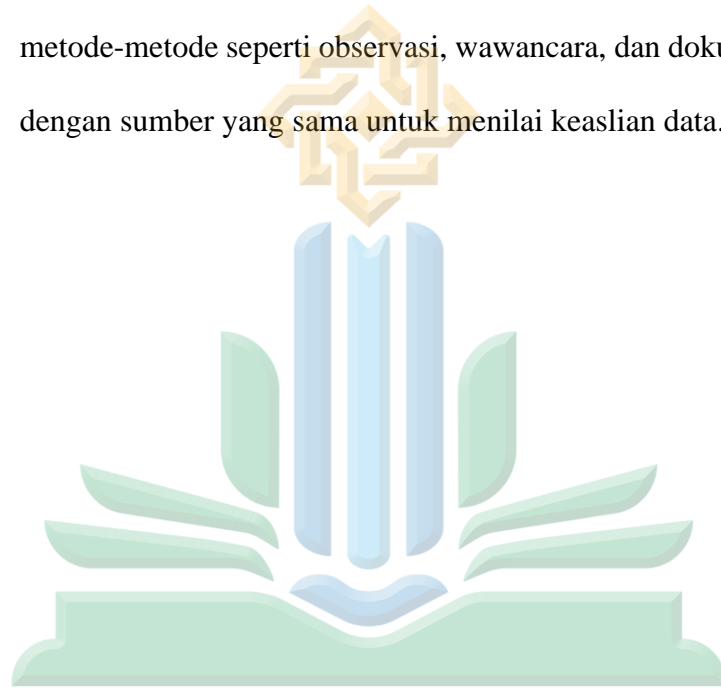 metode-metode seperti observasi, wawancara, dan doku
dengan sumber yang sama untuk menilai keaslian data.